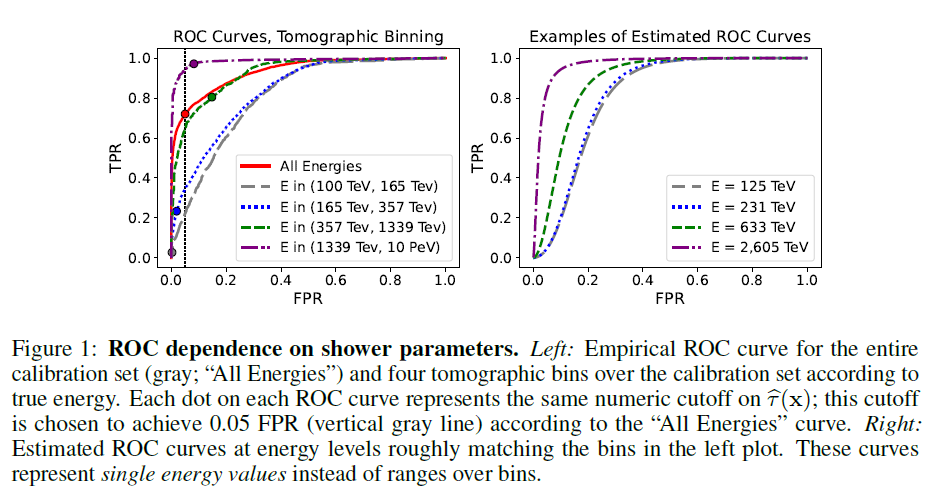 ROC Curves, Tomographic Binning
1.0
0.8
0.6
0.4
0.2
0.0
TPR
0.0 0.2 0.4 0.6 0.8 1.0
FPR
All Energies
E in (100 TeV, 165 Tev)
E in (165 TeV, 357 TeV)
E in (357 TeV, 1339 TeV)
E in (1339 Tev, 10 PeV)
Examples of Estimated ROC Curves
1.0
0.8
0.6
0.4
0.2
0.0
TPR
0.0 0.2 0.4 0.6 0.8 1.0
FPR
E = 125 TeV
E = 231 TeV
E = 633 TeV
E = 2,605 TeV
Figure 1: ROC dependence on shower parameters. Left: Empirical ROC curve for the entire
calibration set (gray; “All Energies”) and four tomographic bins over the calibration set according to
true energy. Each dot on each ROC curve represents the same numeric cutoff on τ̂(x); this cutoff
is chosen to achieve 0.05 FPR (vertical gray line) according to the “All Energies” curve. Right:
Estimated ROC curves at energy levels roughly matching the bins in the left plot. These curves
represent single energy values instead of ranges over bins.